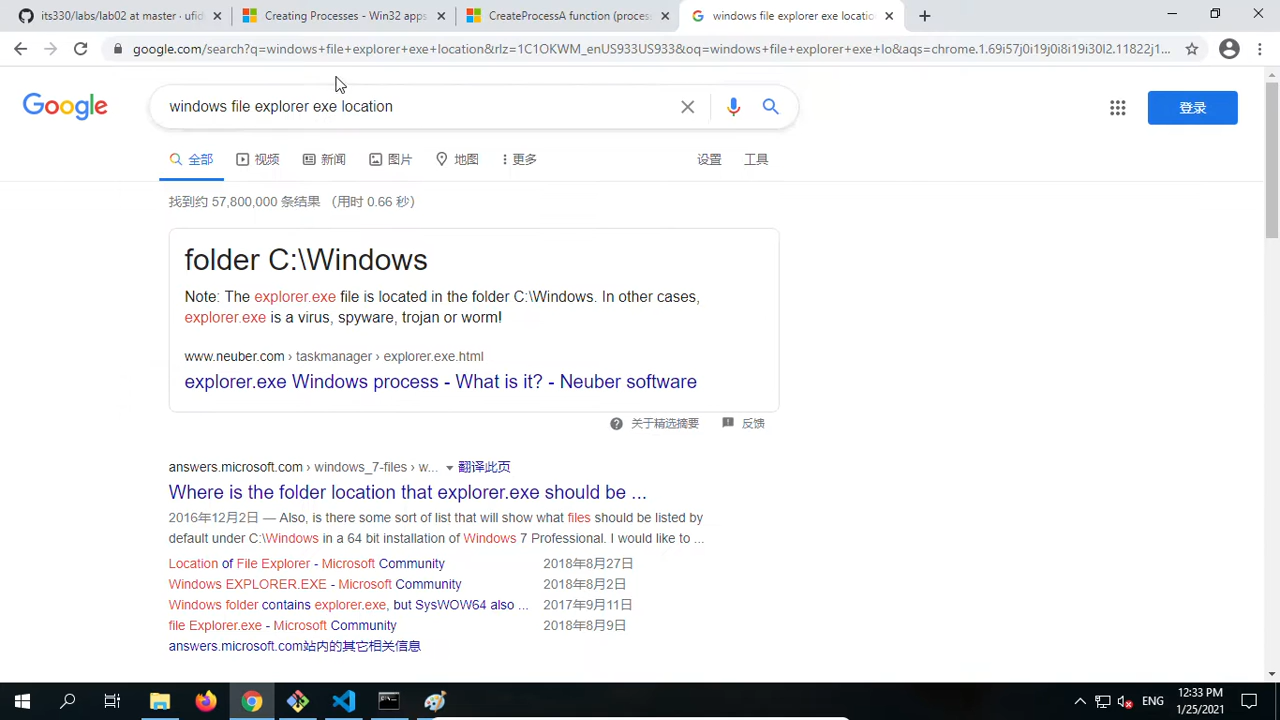 its330/labs/lab02 at master · ufid
Creating Processes - Win32 apps
CreateProcessA function (proces
windows file explorer exe locatio
google.com/search?q=windows+file+explorer+exe+location&rlz=1C1OKWM_enUS933US933&oq=windows+file+explorer+exe+lo&aqs=chrome.1.69i57j0i19j0i8i19i30l2.11822j1...
Google
windows file explorer exe location
登录
全部
视频
新闻
图片
地图
更多
设置
工具
找到约 57,800,000 条结果 （用时 0.66 秒）
folder C:\Windows
Note: The explorer.exe file is located in the folder C:\Windows. In other cases,
explorer.exe is a virus, spyware, trojan or worm!
www.neuber.com › taskmanager › explorer.exe.html
explorer.exe Windows process - What is it? - Neuber software
关于精选摘要
反馈
answers.microsoft.com › windows_7-files › w... 翻译此页
Where is the folder location that explorer.exe should be ...
2016年12月2日 — Also, is there some sort of list that will show what files should be listed by
default under C:\Windows in a 64 bit installation of Windows 7 Professional. I would like to ...
Location of File Explorer - Microsoft Community 2018年8月27日
Windows EXPLORER.EXE - Microsoft Community 2018年8月2日
Windows folder contains explorer.exe, but SysWOW64 also ... 2017年9月11日
file Explorer.exe - Microsoft Community 2018年8月9日
answers.microsoft.com站内的其它相关信息
ENG
12:33 PM
1/25/2021